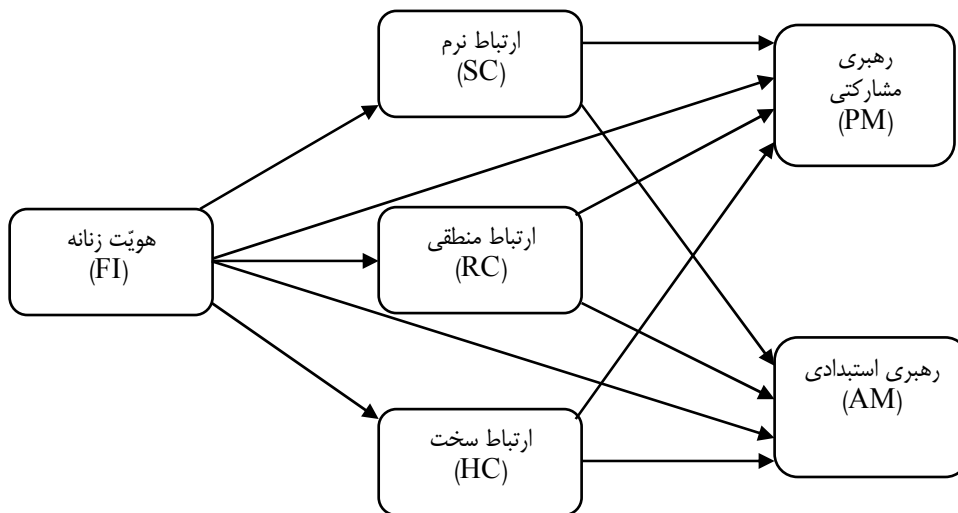 ارتباط نرم
(SC)
رهبری
مشارکتی
(PM)
هویّت زنانه
(FI)
ارتباط منطقی
(RC)
رهبری استبدادی
(AM)
ارتباط سخت
(HC)